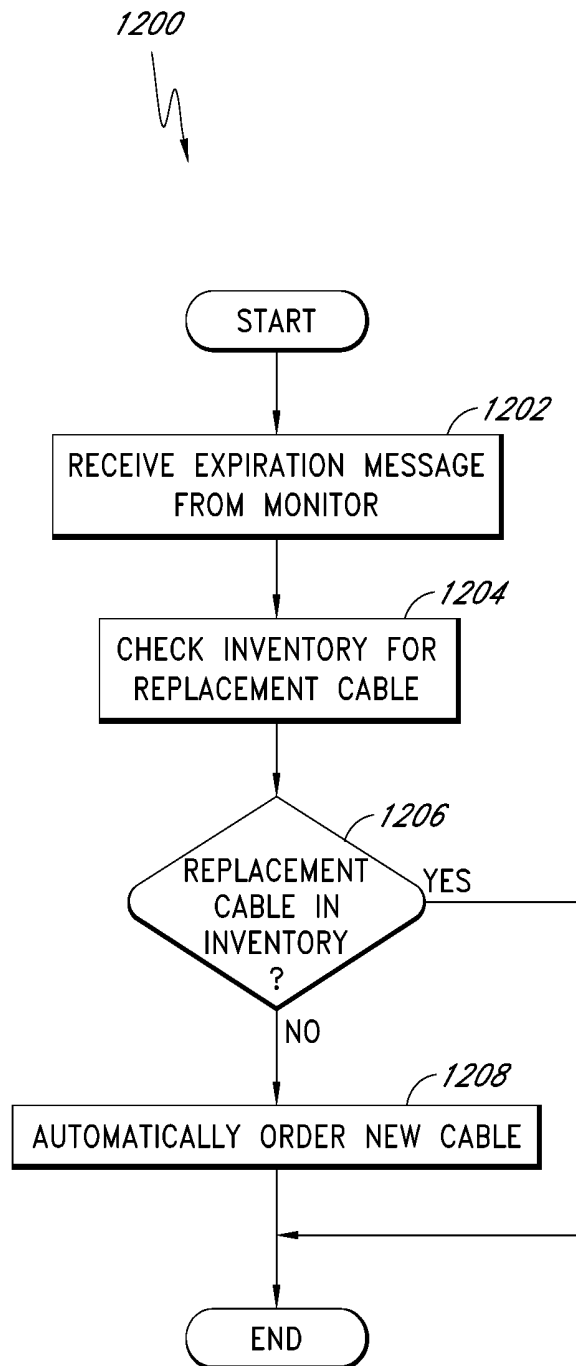 1200
START
1202
RECEIVE EXPIRATION MESSAGE
FROM MONITOR
1204
CHECK INVENTORY FOR
REPLACEMENT CABLE
1206
REPLACEMENT
CABLE IN
INVENTORY
?
YES
NO
1208
AUTOMATICALLY ORDER NEW CABLE
END